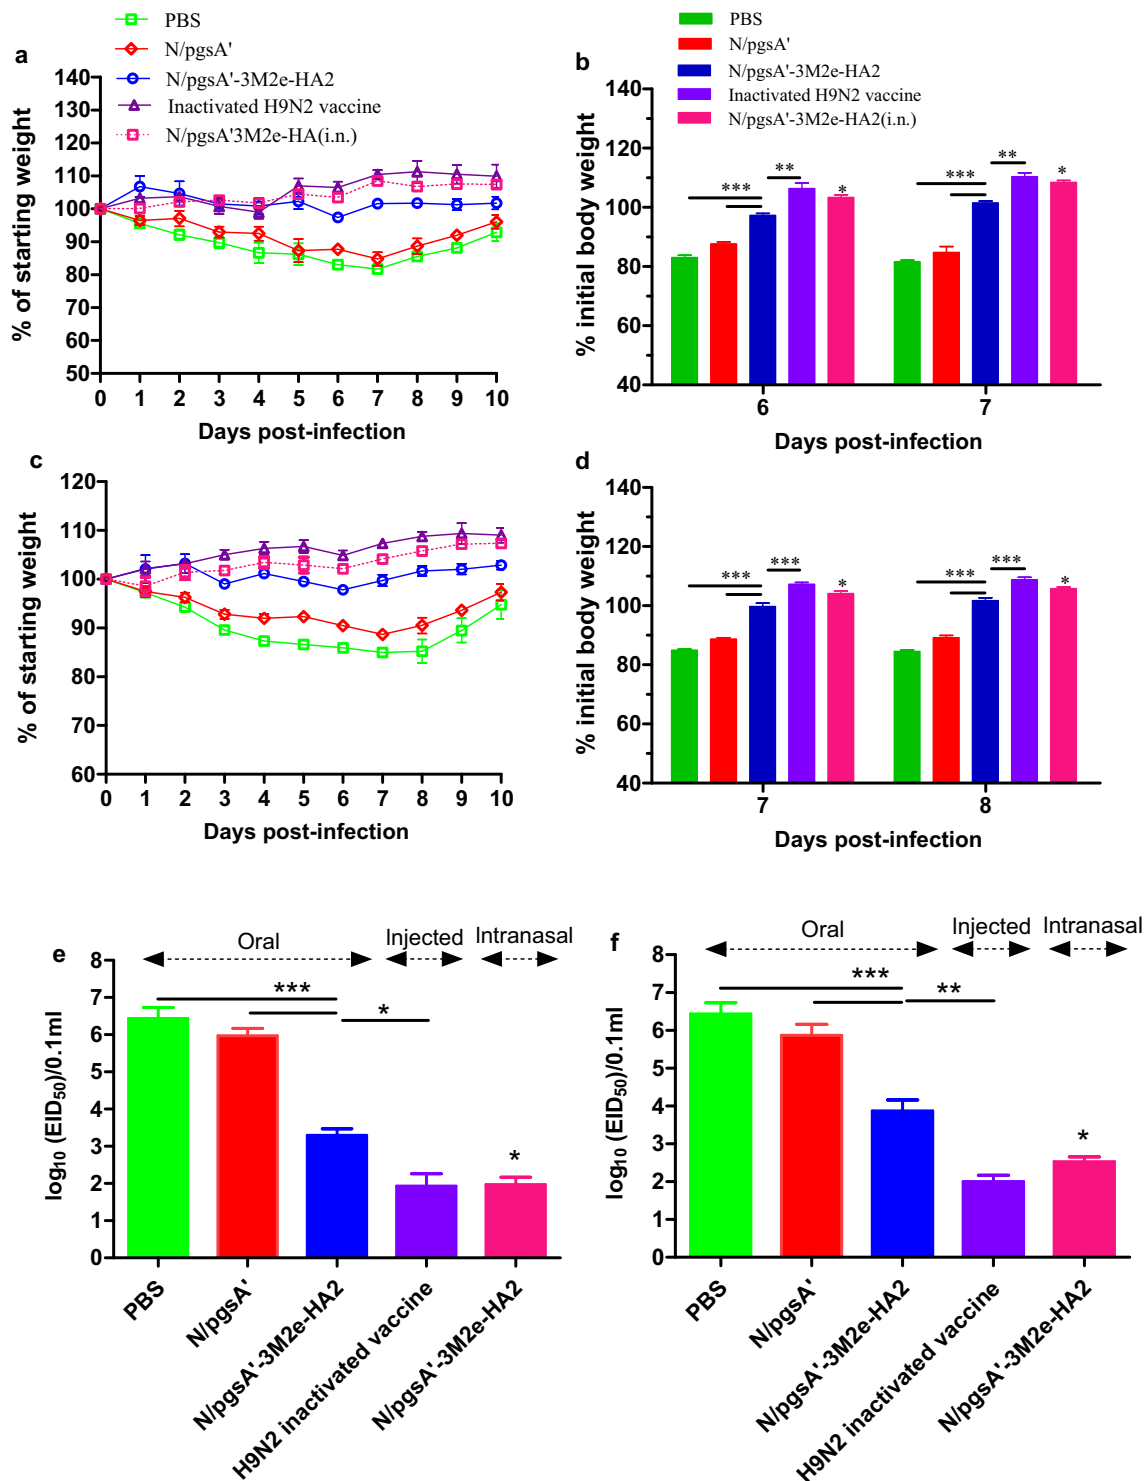 a
PBS
N/pgsA'
N/pgsA'-3M2e-HA2
Inactivated H9N2 vaccine
N/pgsA'3M2e-HA(i.n.)
% of starting weight
140
130
120
110
100
90
80
70
60
50
0 1 2 3 4 5 6 7 8 9 10
Days post-infection
b
PBS
N/pgsA'
N/pgsA'-3M2e-HA2
Inactivated H9N2 vaccine
N/pgsA'-3M2e-HA2(i.n.)
% initial body weight
140
120
100
80
60
40
*** ** *
*** ** *
6 7
Days post-infection
c
% of starting weight
120
110
100
90
80
70
60
0 1 2 3 4 5 6 7 8 9 10
Days post-infection
d
% initial body weight
140
120
100
80
60
40
*** *** *
*** *** *
7 8
Days post-infection
e
Oral Injected Intranasal
log₁₀ (EID₅₀)/0.1ml
8
7
6
5
4
3
2
1
0
***
*
*
PBS
N/pgsA'
N/pgsA'-3M2e-HA2
H9N2 inactivated vaccine
N/pgsA'-3M2e-HA2
f
Oral Injected Intranasal
log₁₀ (EID₅₀)/0.1ml
8
7
6
5
4
3
2
1
0
***
**
*
PBS
N/pgsA'
N/pgsA'-3M2e-HA2
H9N2 inactivated vaccine
N/pgsA'-3M2e-HA2